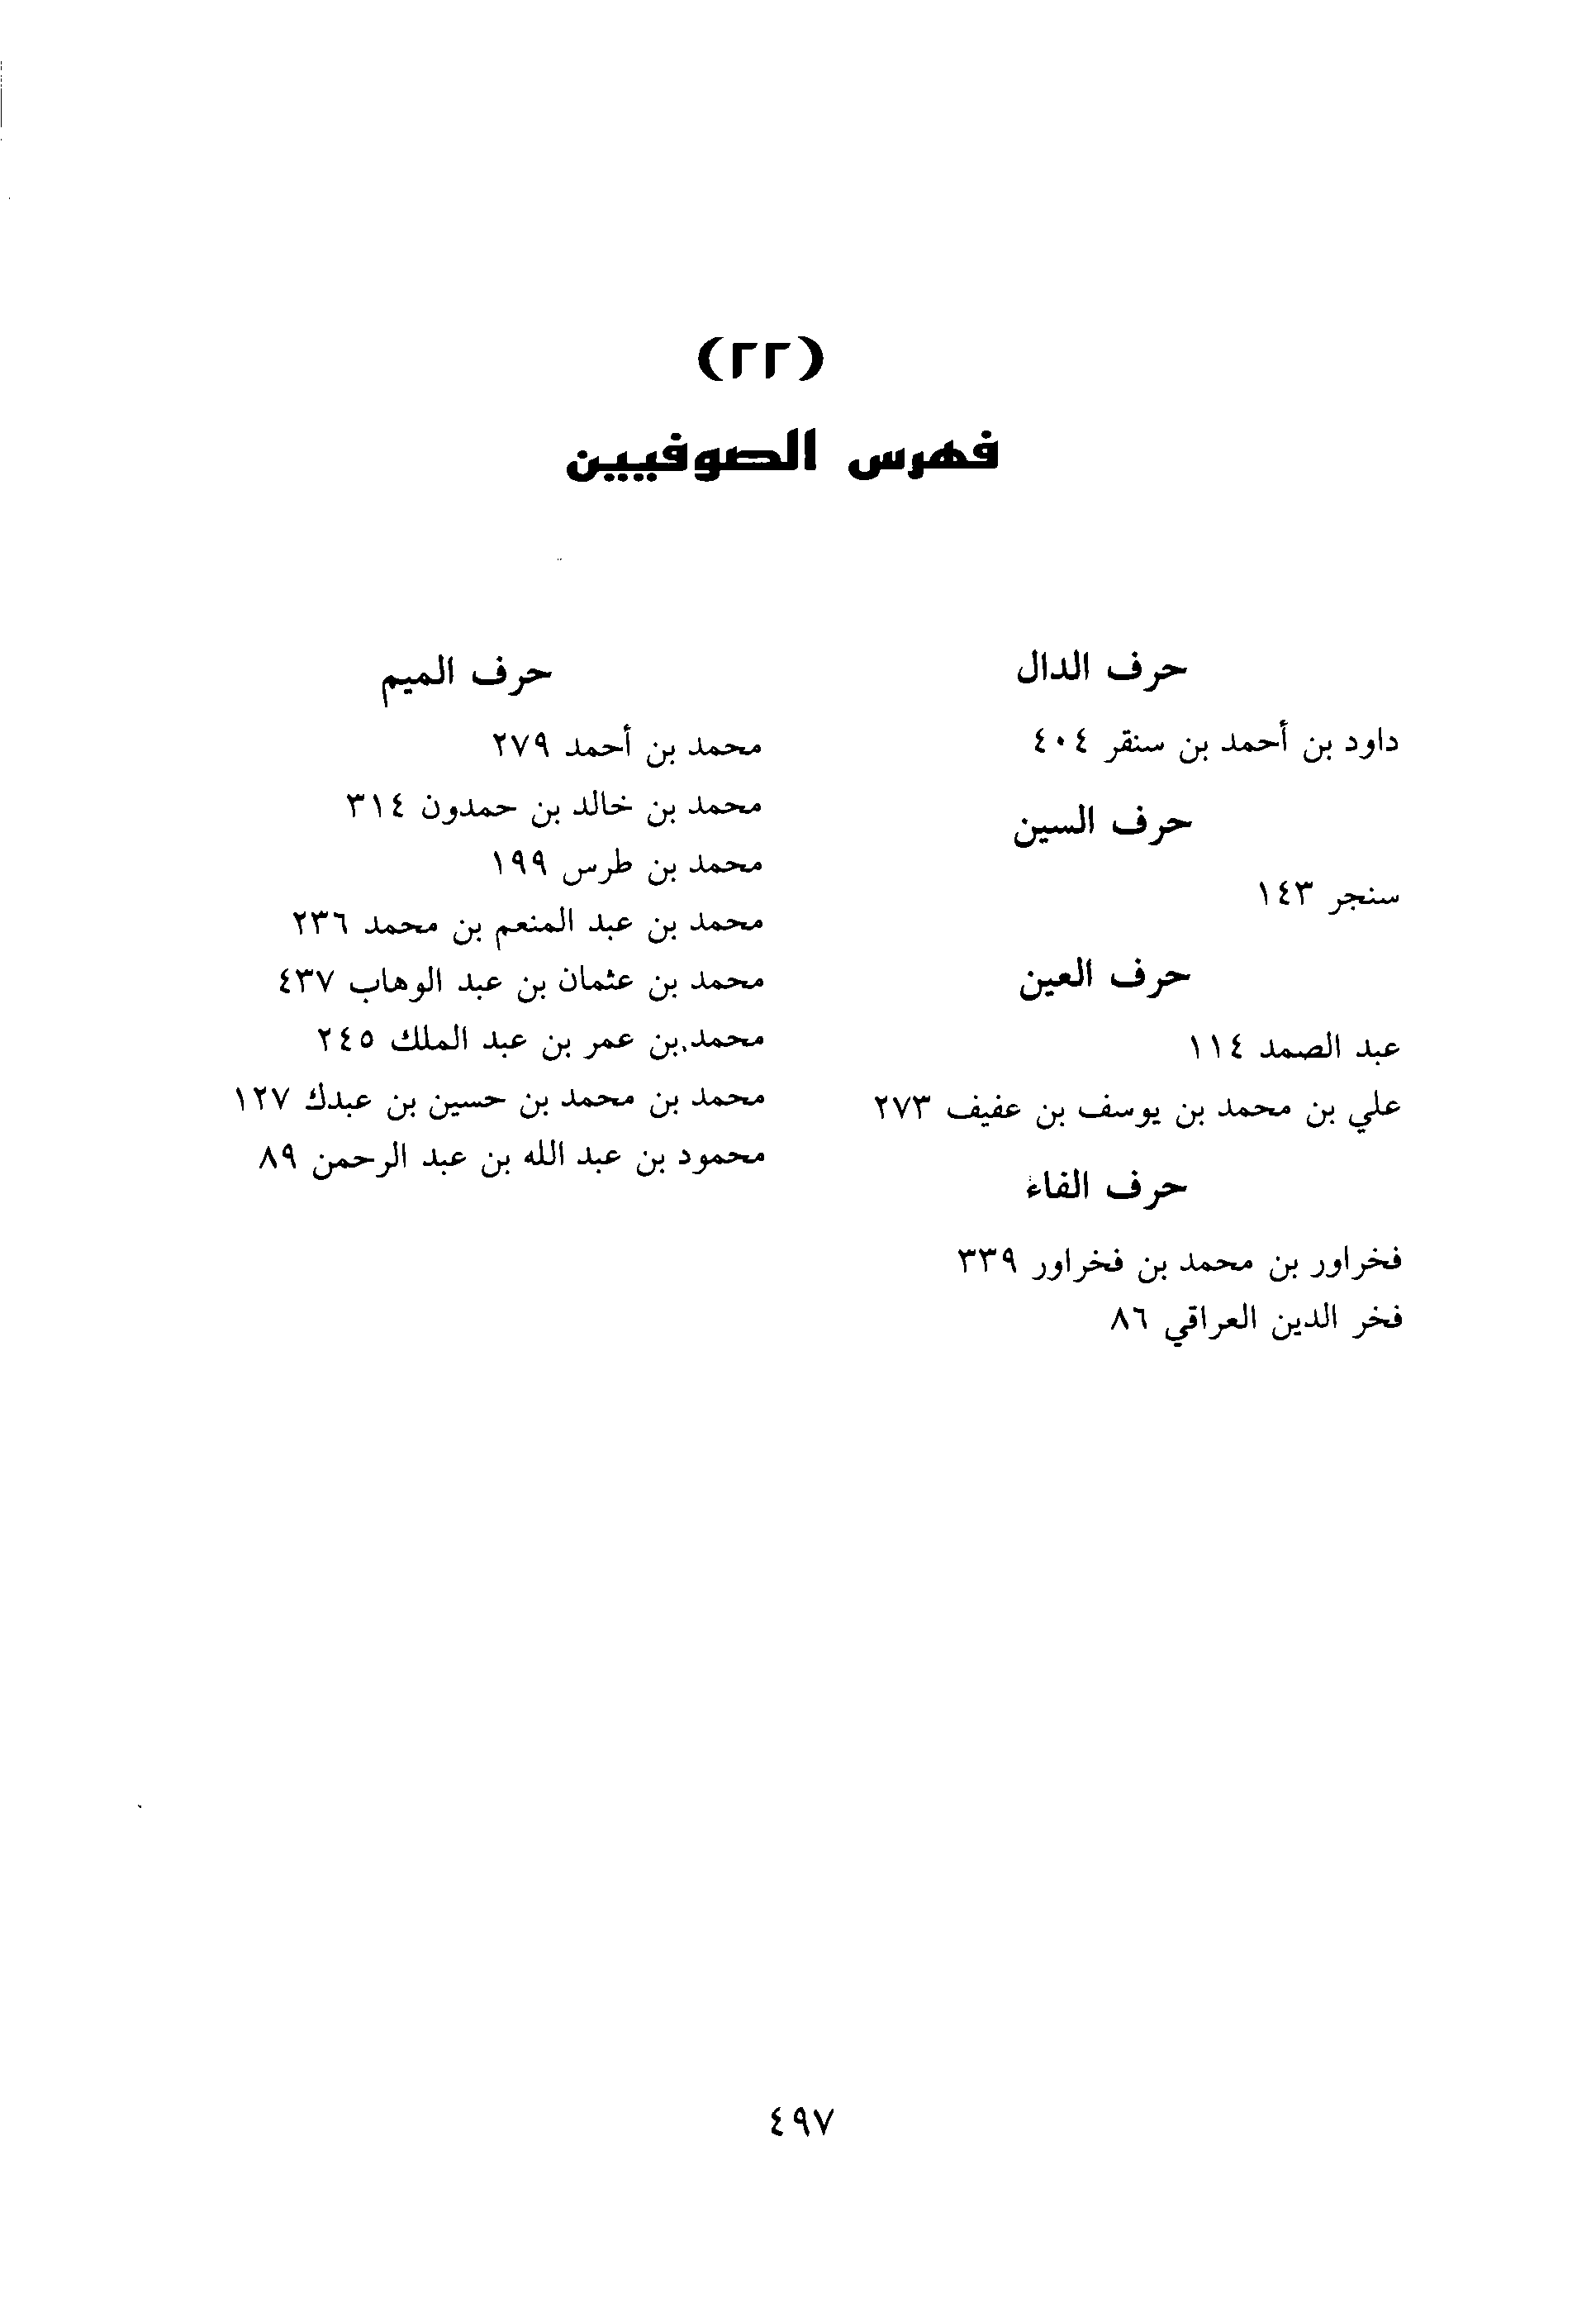 (٢٢)
فهرس الصوفيين
حرف الدال
داود بن أحمد بن سنقر ٤٠٤
حرف السين
سنجر ١٤٣
حرف العين
عبد الصمد ١١٤
علي بن محمد بن يوسف بن عفيف ٢٧٣
حرف الفاء
فخراور بن محمد بن فخراور ٣٣٩
فخر الدين العراقي ٨٦
حرف الميم
محمد بن أحمد ٢٧٩
محمد بن خالد بن حمدون ٣١٤
محمد بن طرس ١٩٩
محمد بن عبد المنعم بن محمد ٢٣٦
محمد بن عثمان بن عبد الوهاب ٤٣٧
محمد بن عمر بن عبد الملك ٢٤٥
محمد بن محمد بن حسين بن عبدك ١٢٧
محمود بن عبد الله بن عبد الرحمن ٨٩
٤٩٧